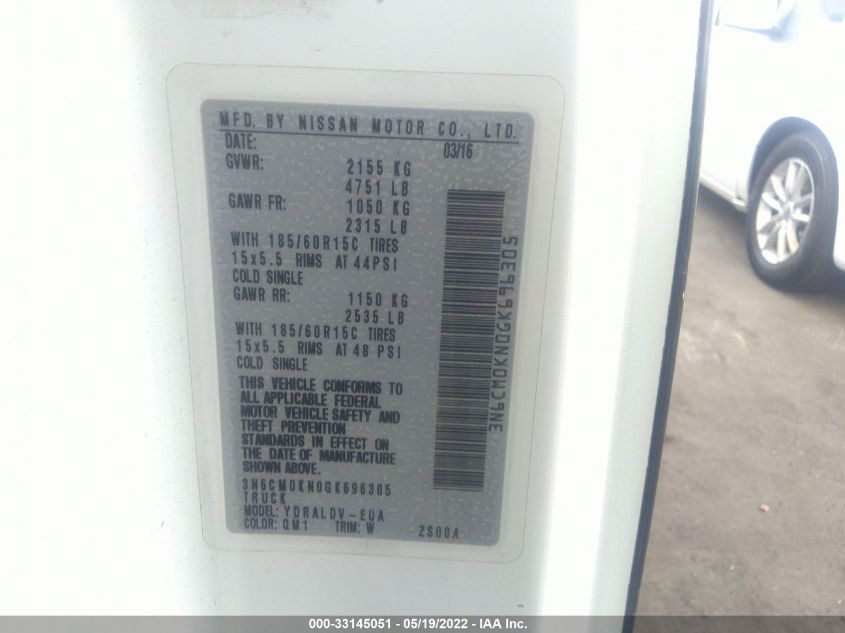 MFD. BY NISSAN MOTOR CO., LTD.
DATE: 03/16
GVWR: 2155 KG
4751 LB
GAWR FR: 1050 KG
2315 LB
WITH 185/60R15C TIRES
15x5.5 RIMS AT 44PSI
COLD SINGLE
GAWR RR: 1150 KG
2535 LB
WITH 185/60R15C TIRES
15x5.5 RIMS AT 48 PSI
COLD SINGLE
THIS VEHICLE CONFORMS TO
ALL APPLICABLE FEDERAL
MOTOR VEHICLE SAFETY AND
THEFT PREVENTION
STANDARDS IN EFFECT ON
THE DATE OF MANUFACTURE
SHOWN ABOVE.
3N6CM0KN0GK696305
TRUCK
MODEL: YDRALDV-EUA
COLOR: QM1 TRIM: W ZS00A
3N6CM0KN0GK696305
000-33145051 - 05/19/2022 - IAA Inc.